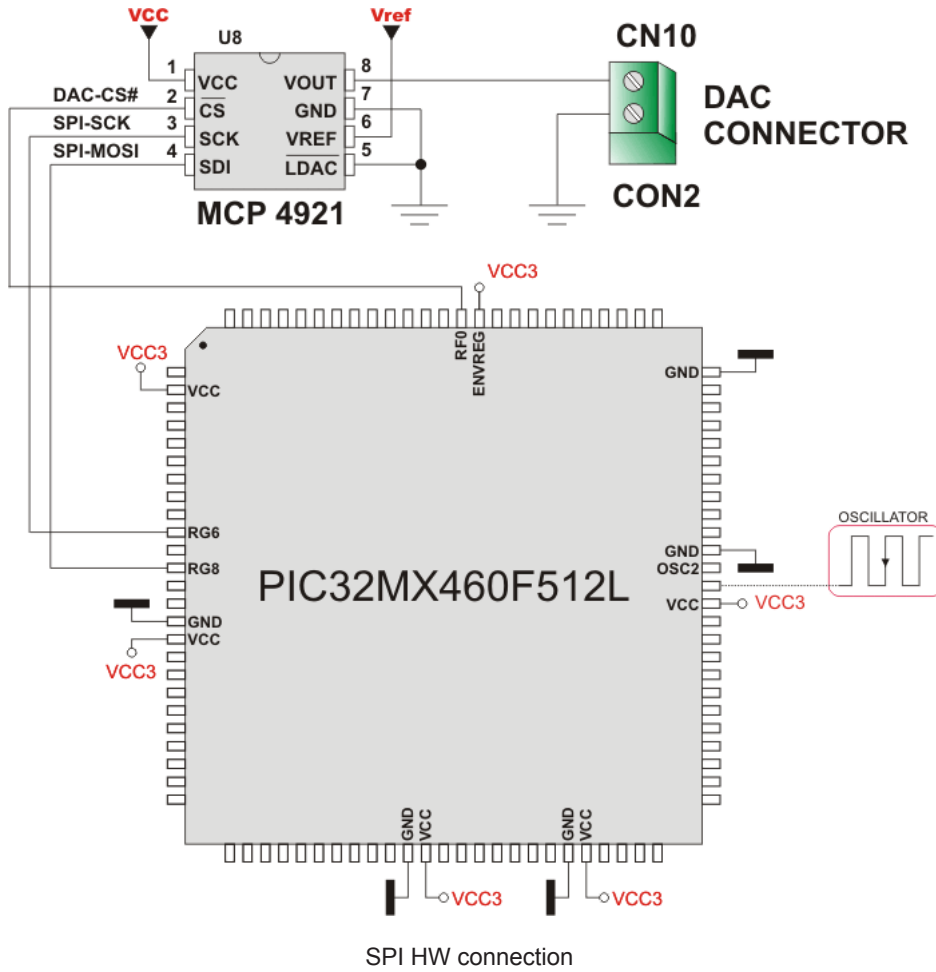 VCC
Vref
U8
CN10
DAC
CONNECTOR
CON2
1
VCC
VOUT
8
DAC-CS#
2
CS
GND
7
SPI-SCK
3
SCK
VREF
6
SPI-MOSI
4
SDI
LDAC
5
MCP 4921
VCC3
RF0
ENVREG
VCC3
VCC
GND
OSCILLATOR
RG6
RG8
GND
OSC2
PIC32MX460F512L
VCC
VCC3
GND
VCC
VCC3
GND
VCC
GND
VCC
VCC3
VCC3
SPI HW connection